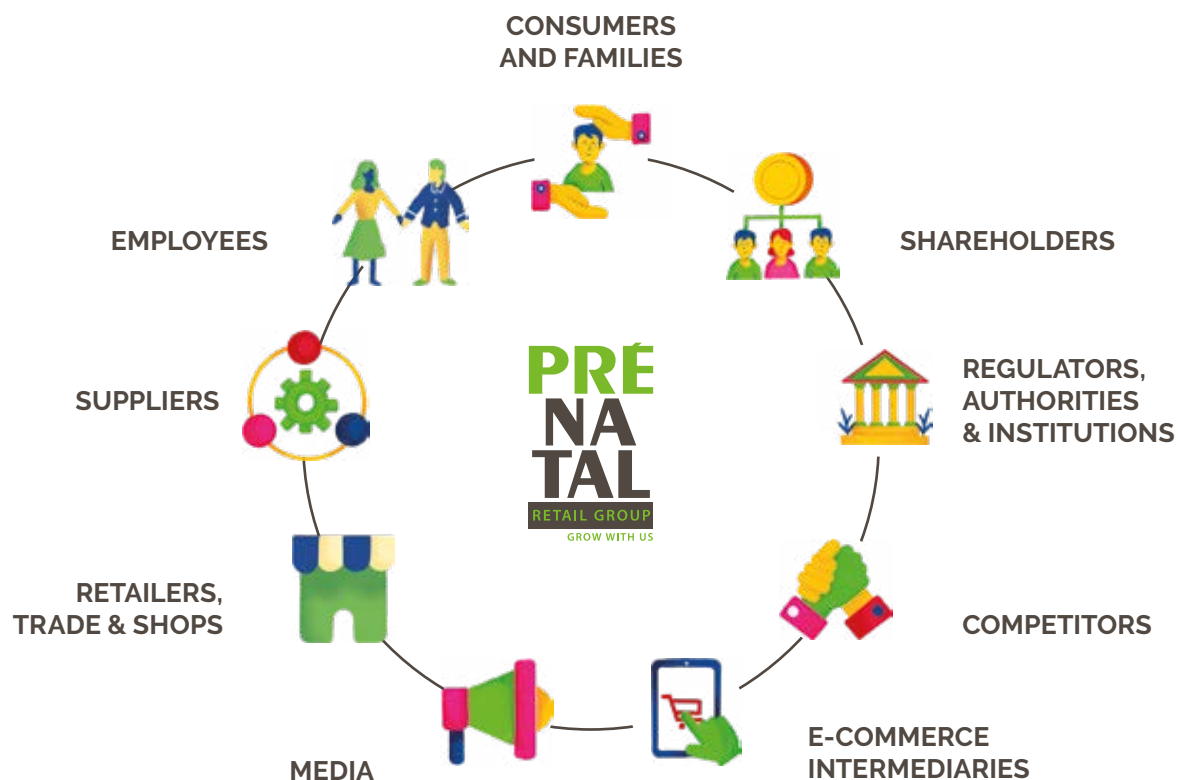 CONSUMERS
AND FAMILIES
EMPLOYEES
SHAREHOLDERS
SUPPLIERS
REGULATORS,
AUTHORITIES
& INSTITUTIONS
PRÉ
NA
TAL
RETAIL GROUP
GROW WITH US
RETAILERS,
TRADE & SHOPS
COMPETITORS
MEDIA
E-COMMERCE
INTERMEDIARIES